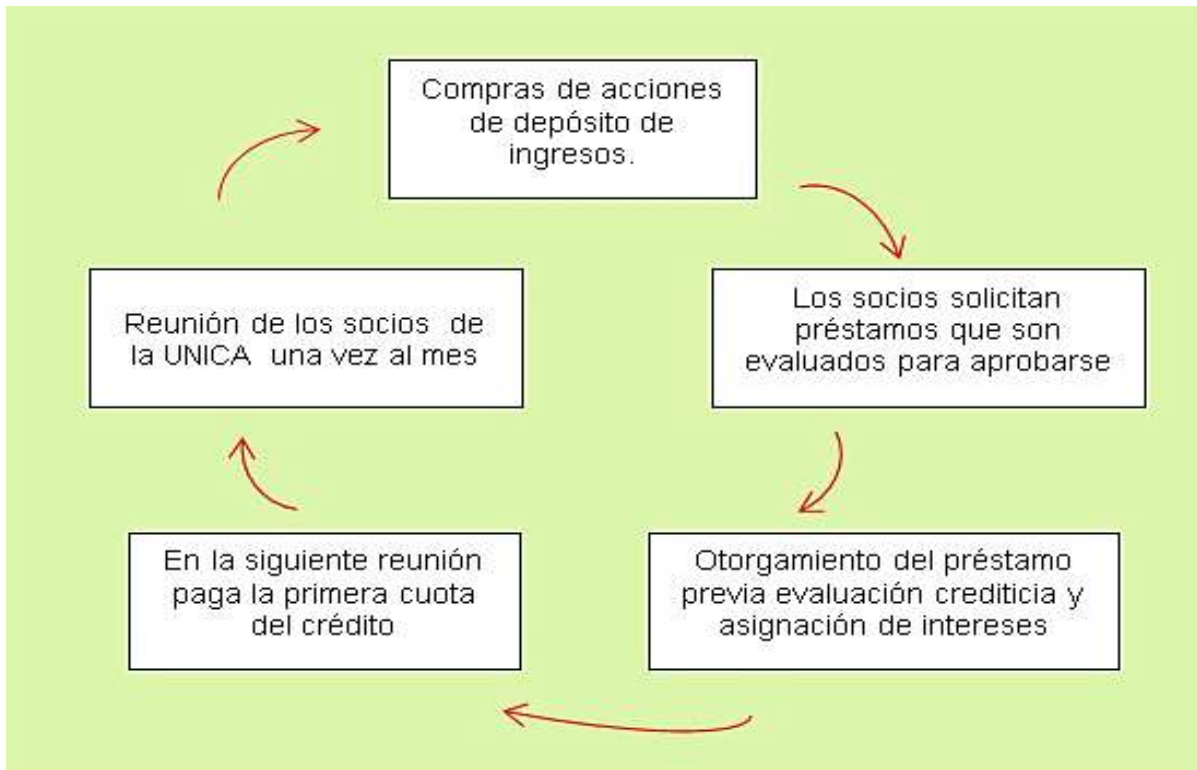 Compras de acciones
de depósito de
ingresos.
Los socios solicitan
préstamos que son
evaluados para aprobarse
Otorgamiento del préstamo
previa evaluación crediticia y
asignación de intereses
En la siguiente reunión
paga la primera cuota
del crédito
Reunión de los socios de
la UNICA una vez al mes